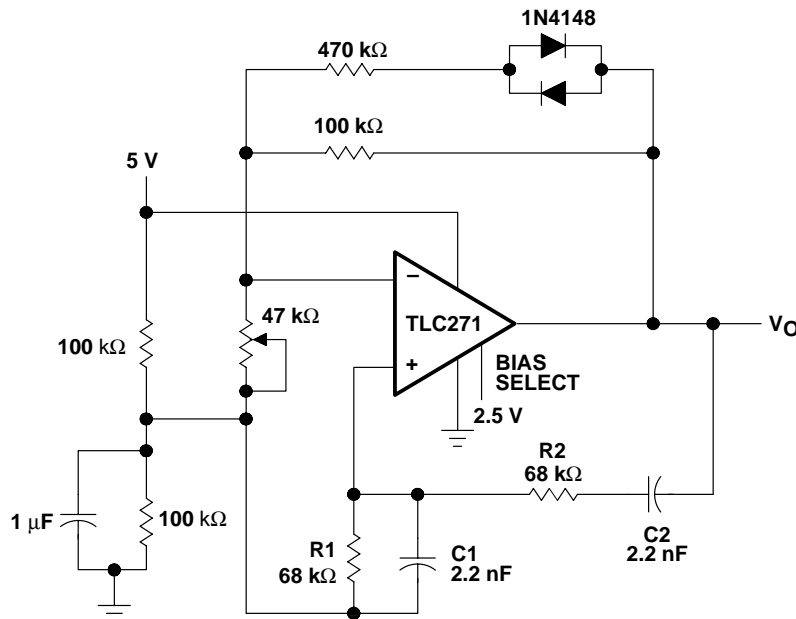 1N4148
470 kΩ
100 kΩ
5 V
−
47 kΩ
TLC271
VO
100 kΩ
+
BIAS
SELECT
2.5 V
R2
68 kΩ
1 μF
100 kΩ
R1
68 kΩ
C1
2.2 nF
C2
2.2 nF